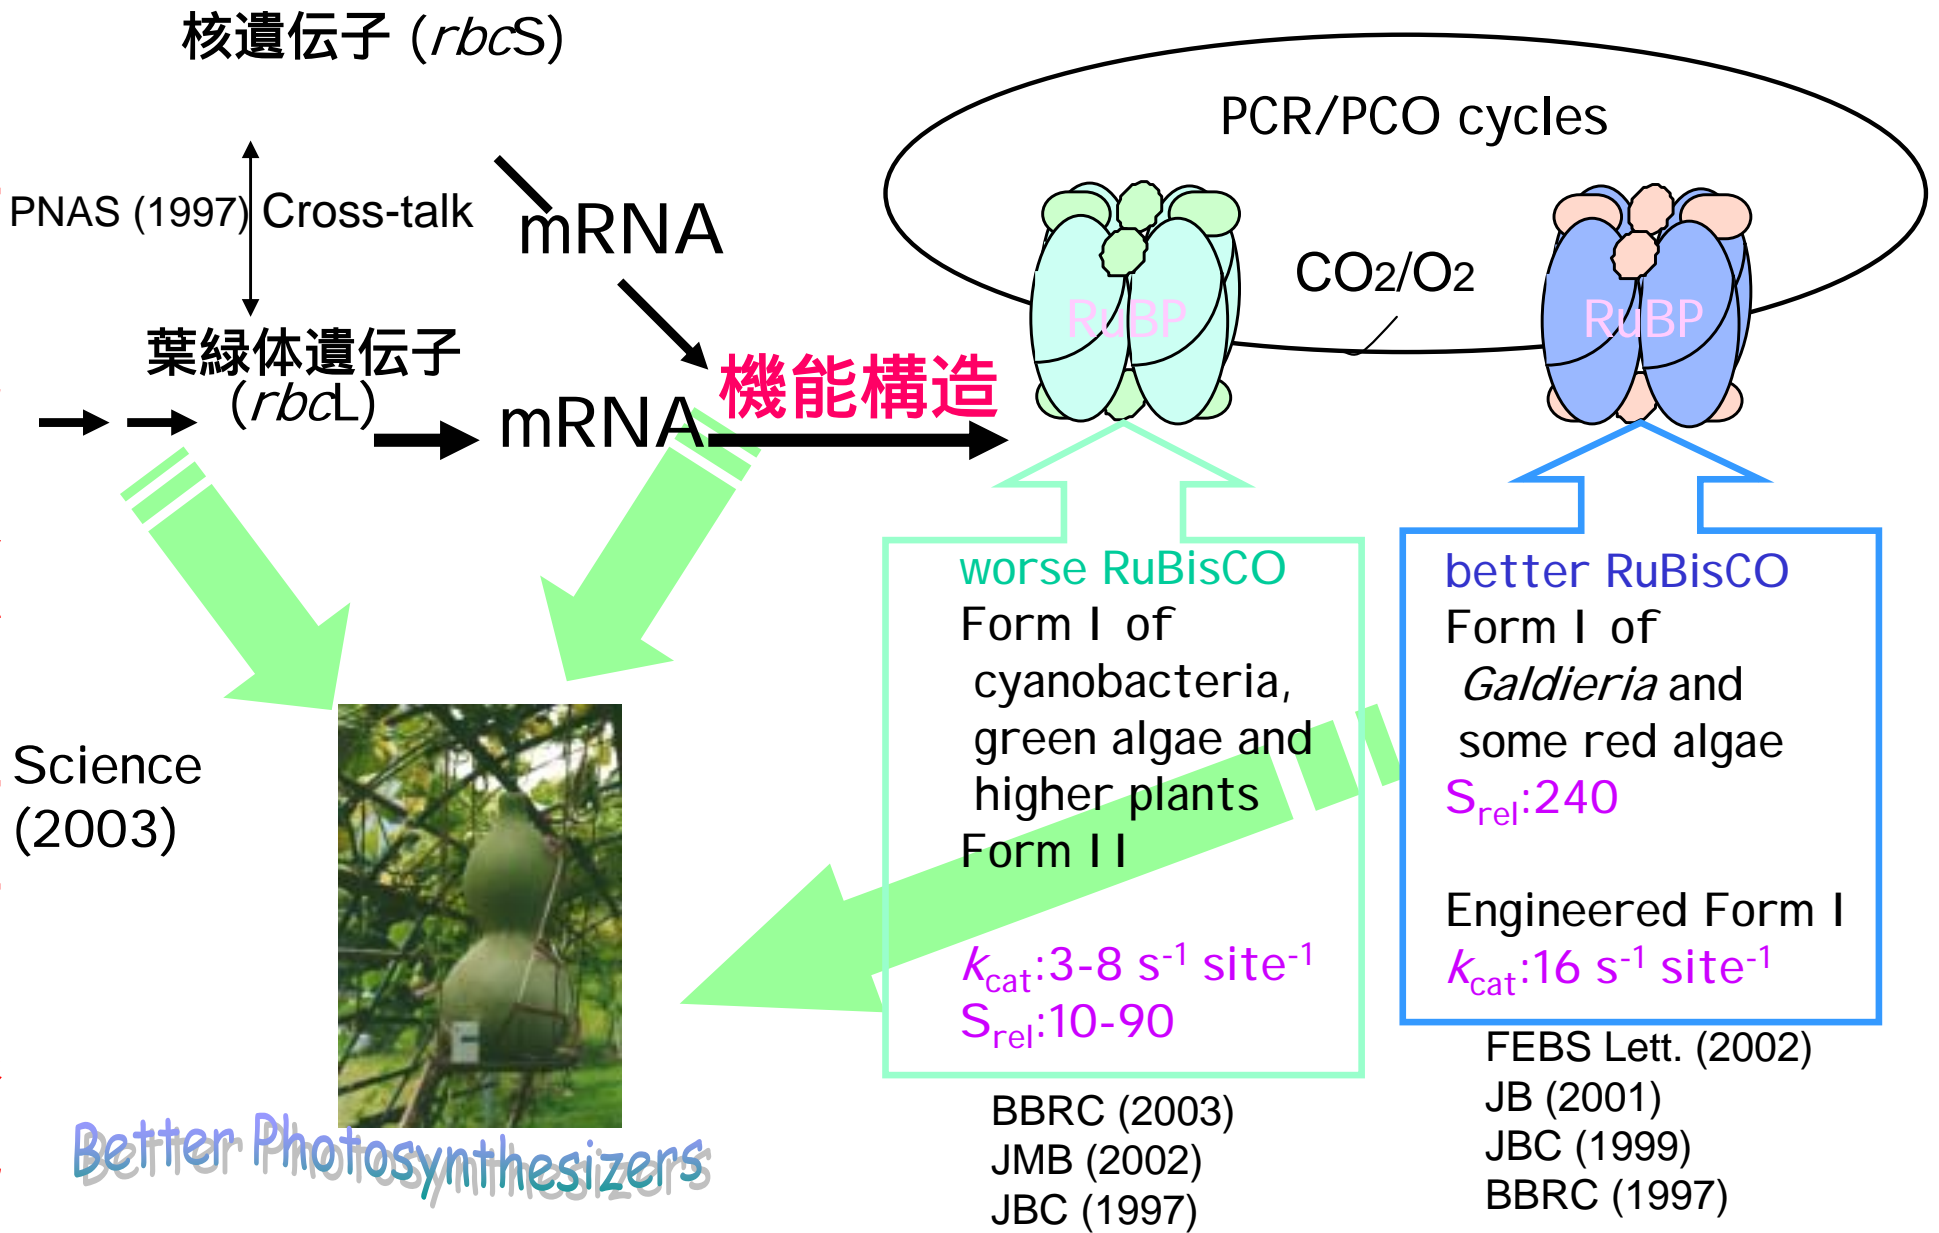 核遺伝子 (rbcS)
PNAS (1997)
Cross-talk
mRNA
葉緑体遺伝子
(rbcL)
mRNA
機能構造
PCR/PCO cycles
CO2/O2
RuBP
RuBP
worse RuBisCO
Form I of
cyanobacteria,
green algae and
higher plants
Form II
kcat:3-8 s-1 site-1
Srel:10-90
BBRC (2003)
JMB (2002)
JBC (1997)
better RuBisCO
Form I of
Galdieria and
some red algae
Srel:240
Engineered Form I
kcat:16 s-1 site-1
FEBS Lett. (2002)
JB (2001)
JBC (1999)
BBRC (1997)
Science
(2003)
Better Photosynthesizers